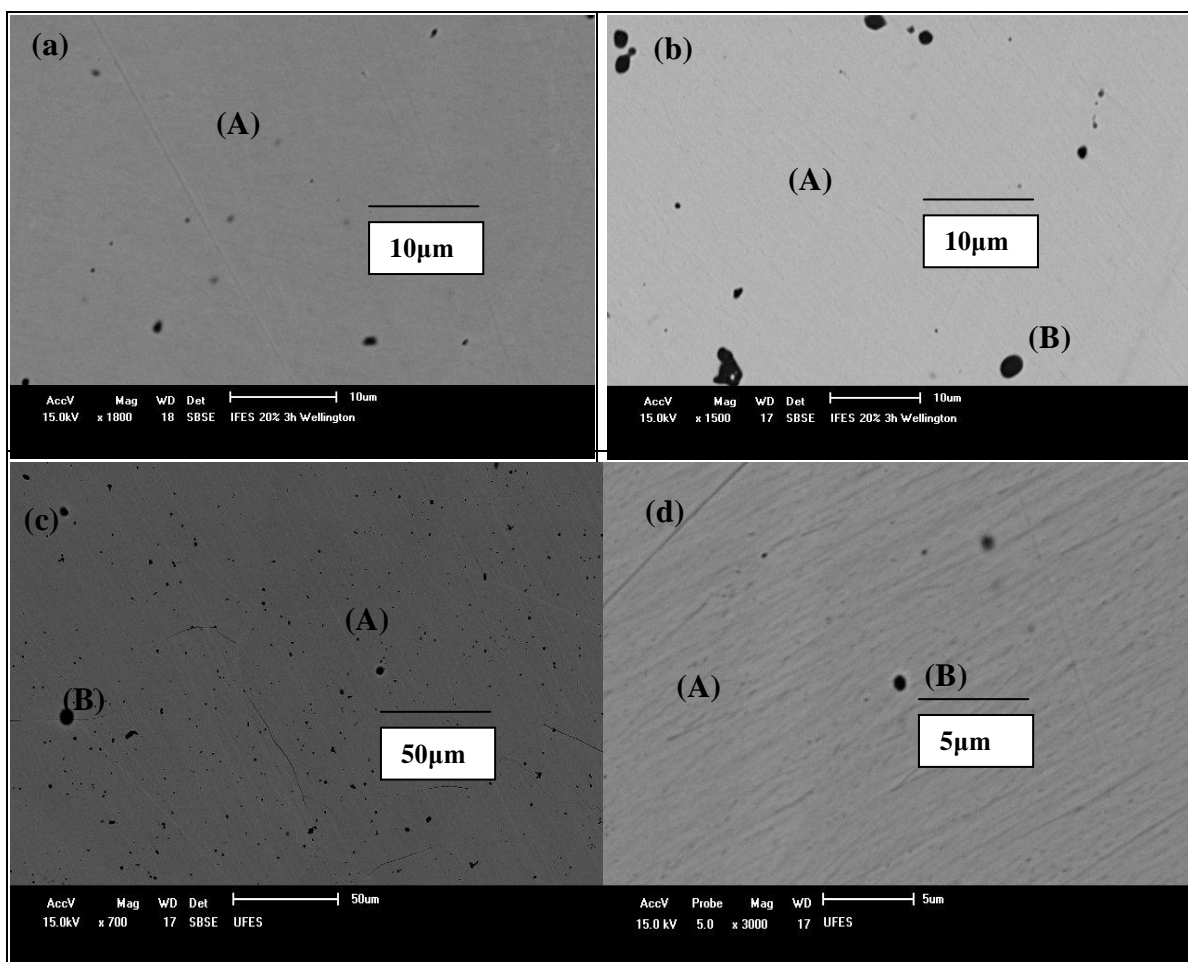 (a)
(A)
10µm
AccV Mag WD Det 10um
15.0kV x 1800 18 SBSE IFES 20% 3h Wellington
(b)
(A)
10µm
(B)
AccV Mag WD Det 10um
15.0kV x 1500 17 SBSE IFES 20% 3h Wellington
(c)
(A)
(B)
50µm
AccV Mag WD Det 50um
15.0kV x 700 17 SBSE UFES
(d)
(A)
(B)
5µm
AccV Probe Mag WD 5um
15.0 kV 5.0 x 3000 17 UFES